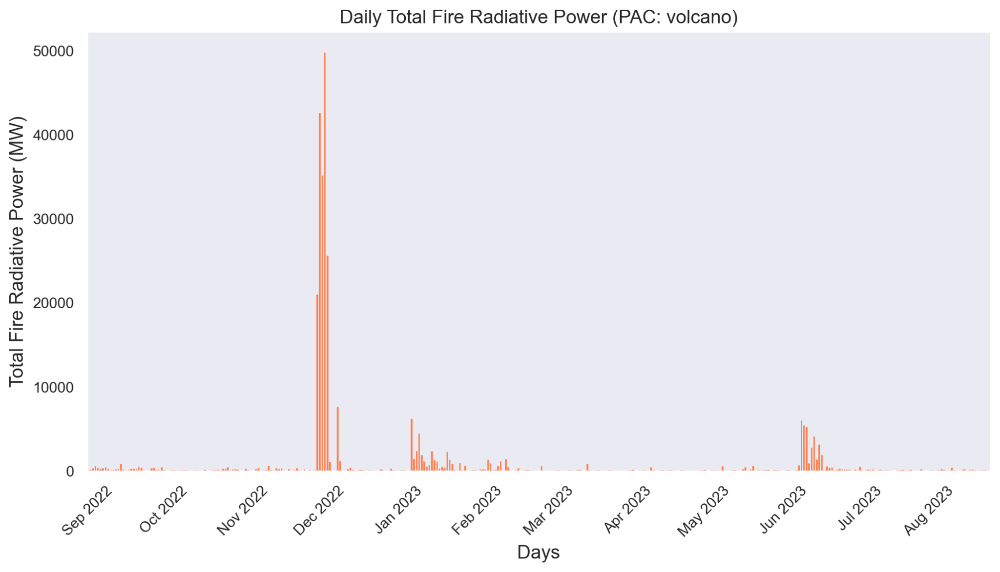 Daily Total Fire Radiative Power (PAC: volcano)
Total Fire Radiative Power (MW)
50000
40000
30000
20000
10000
0
Sep 2022
Oct 2022
Nov 2022
Dec 2022
Jan 2023
Feb 2023
Mar 2023
Apr 2023
May 2023
Jun 2023
Jul 2023
Aug 2023
Days